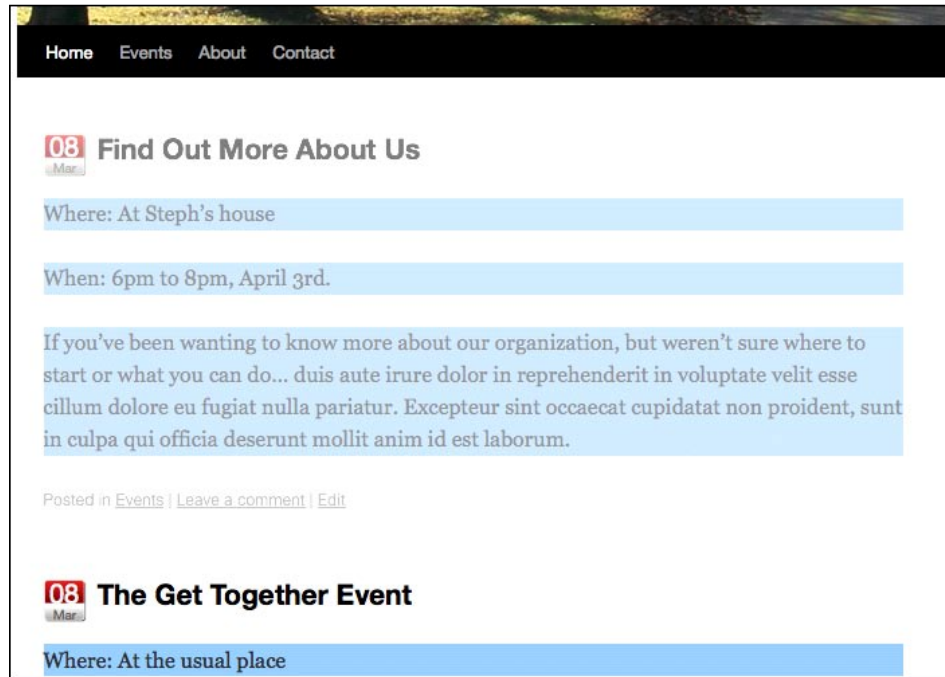 Home Events About Contact
08
Mar
Find Out More About Us
Where: At Steph's house
When: 6pm to 8pm, April 3rd.
If you've been wanting to know more about our organization, but weren't sure where to
start or what you can do... duis aute irure dolor in reprehenderit in voluptate velit esse
cillum dolore eu fugiat nulla pariatur. Excepteur sint occaecat cupidatat non proident, sunt
in culpa qui officia deserunt mollit anim id est laborum.
Posted in Events | Leave a comment | Edit
08
Mar
The Get Together Event
Where: At the usual place